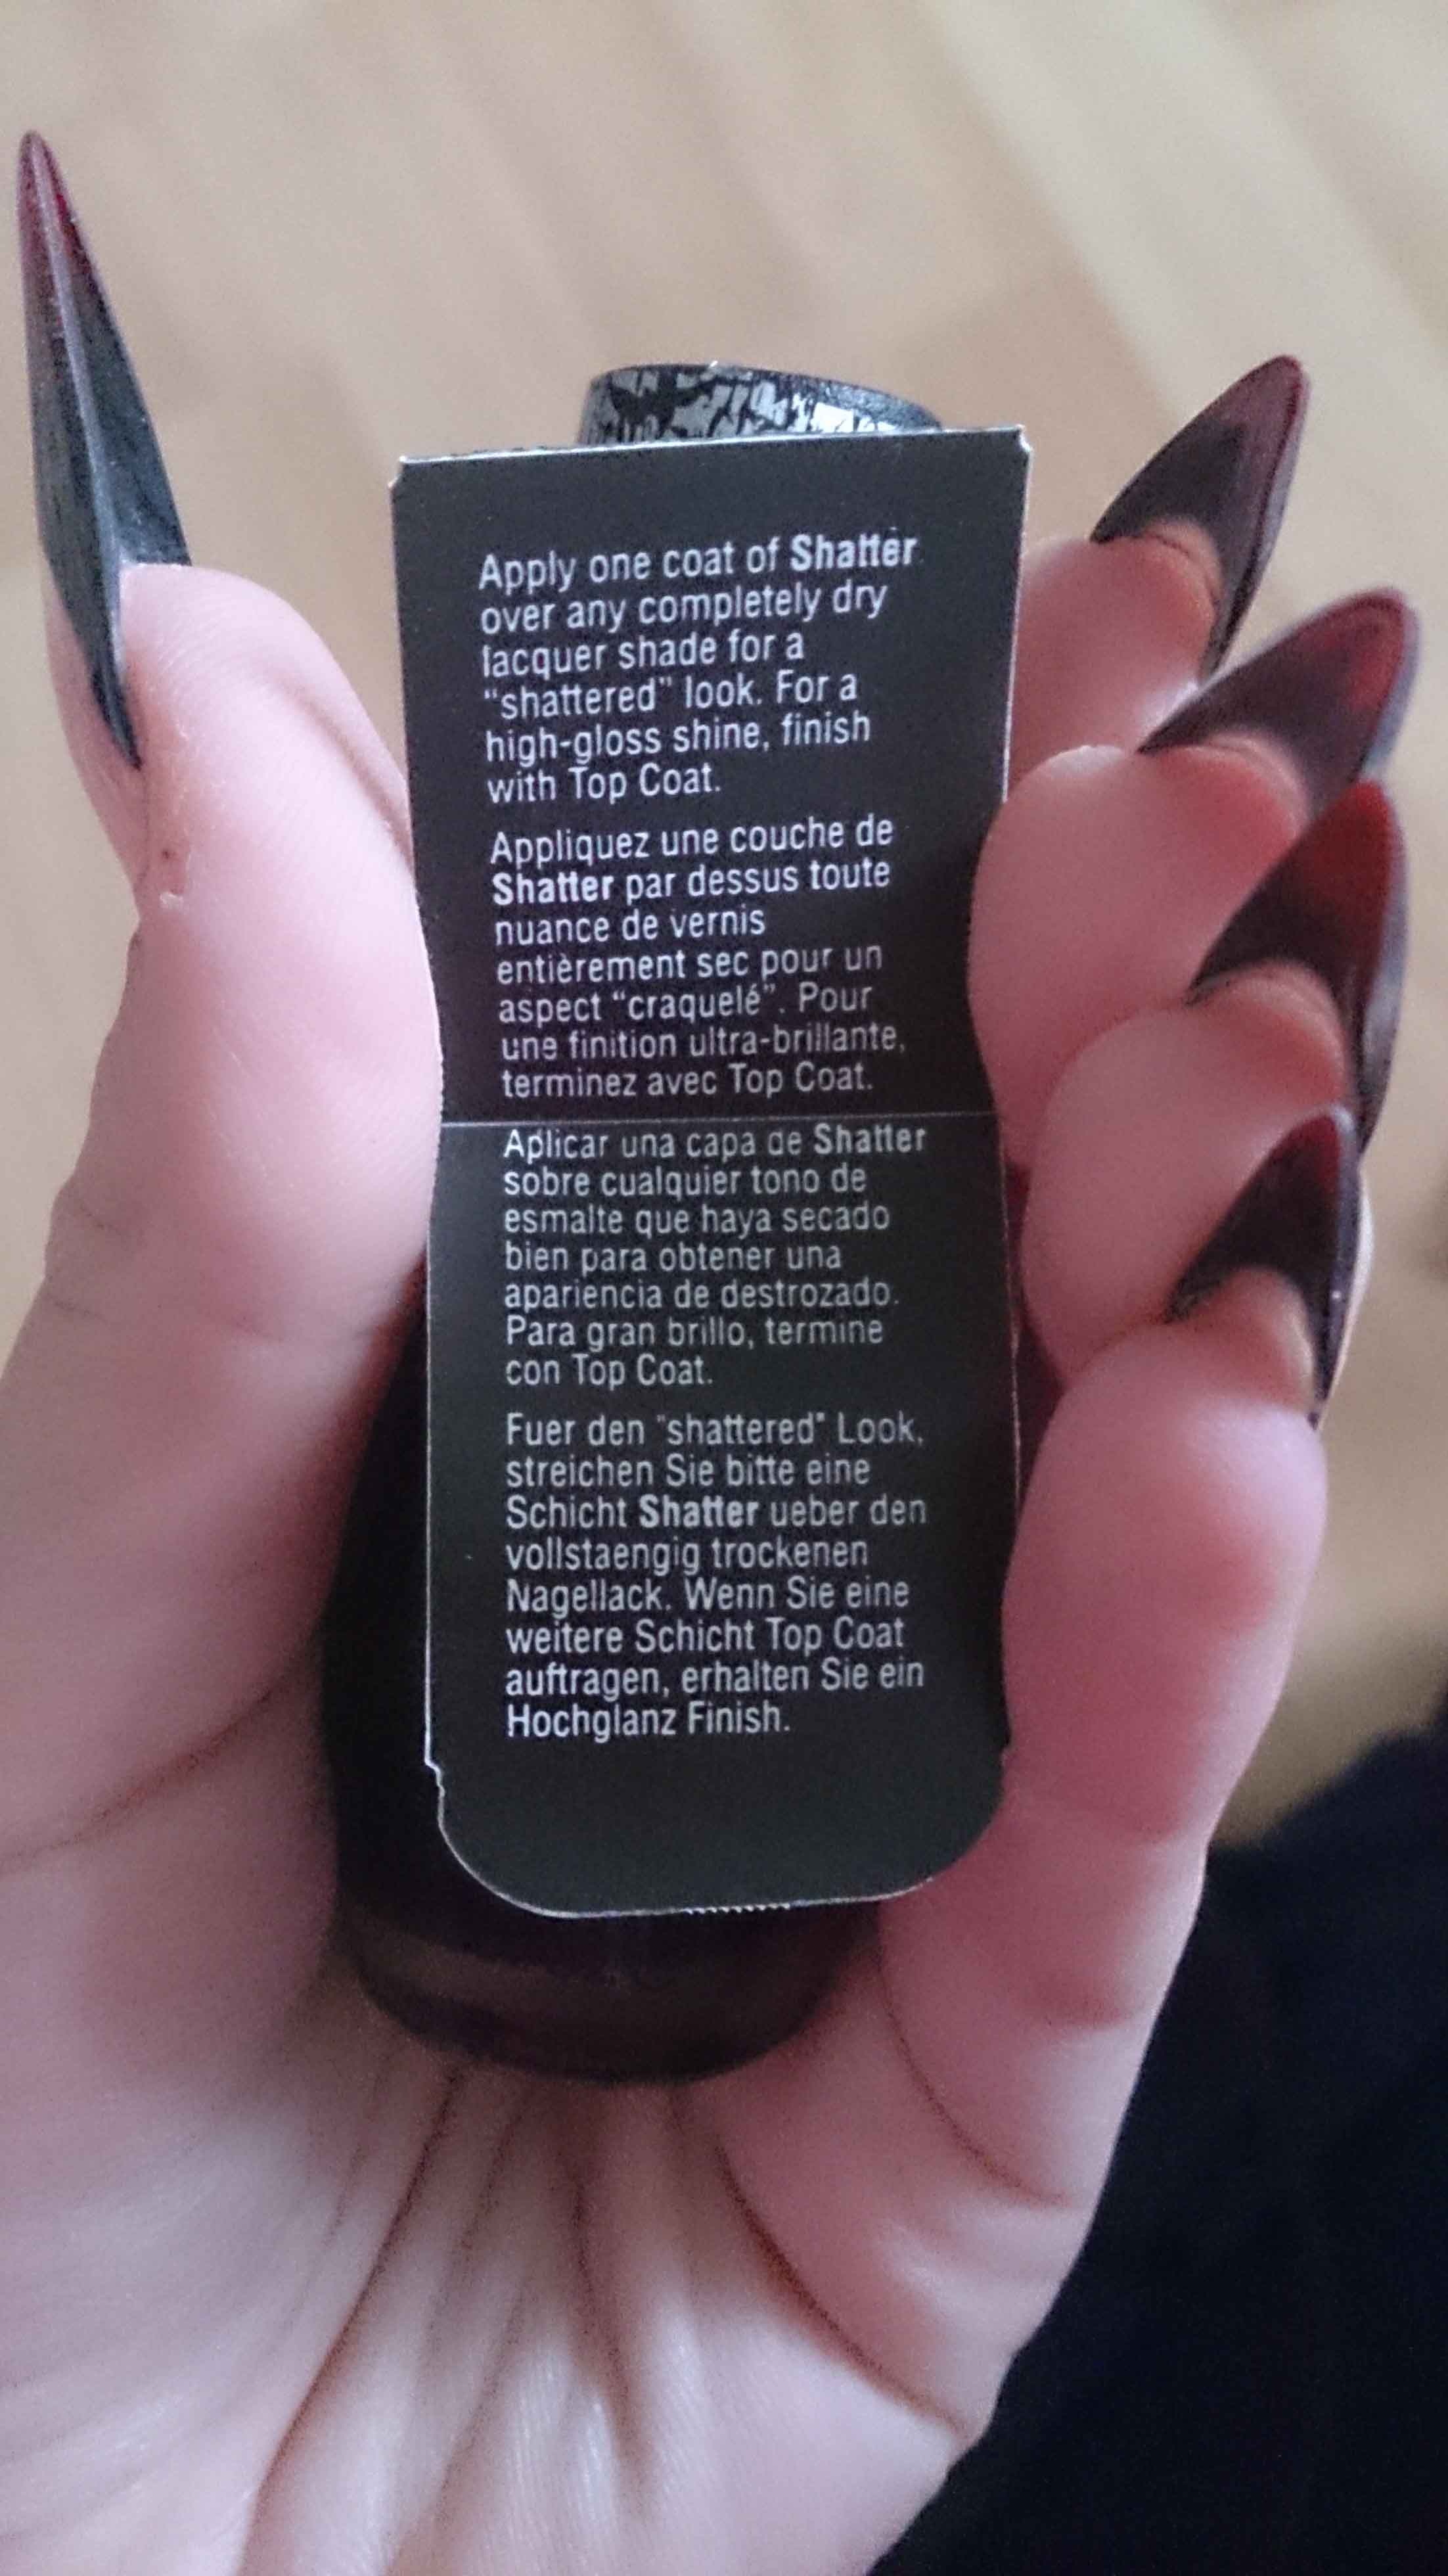 Apply one coat of Shatter
over any completely dry
lacquer shade for a
“shattered” look. For a
high-gloss shine, finish
with Top Coat.
Appliquez une couche de
Shatter par dessus toute
nuance de vernis
entièrement sec pour un
aspect “craquelé”. Pour
une finition ultra-brillante,
terminez avec Top Coat.
Aplicar una capa de Shatter
sobre cualquier tono de
esmalte que haya secado
bien para obtener una
apariencia de destrozado.
Para gran brillo, termine
con Top Coat.
Fuer den "shattered" Look,
streichen Sie bitte eine
Schicht Shatter ueber den
vollstaengig trockenen
Nagellack. Wenn Sie eine
weitere Schicht Top Coat
auftragen, erhalten Sie ein
Hochglanz Finish.